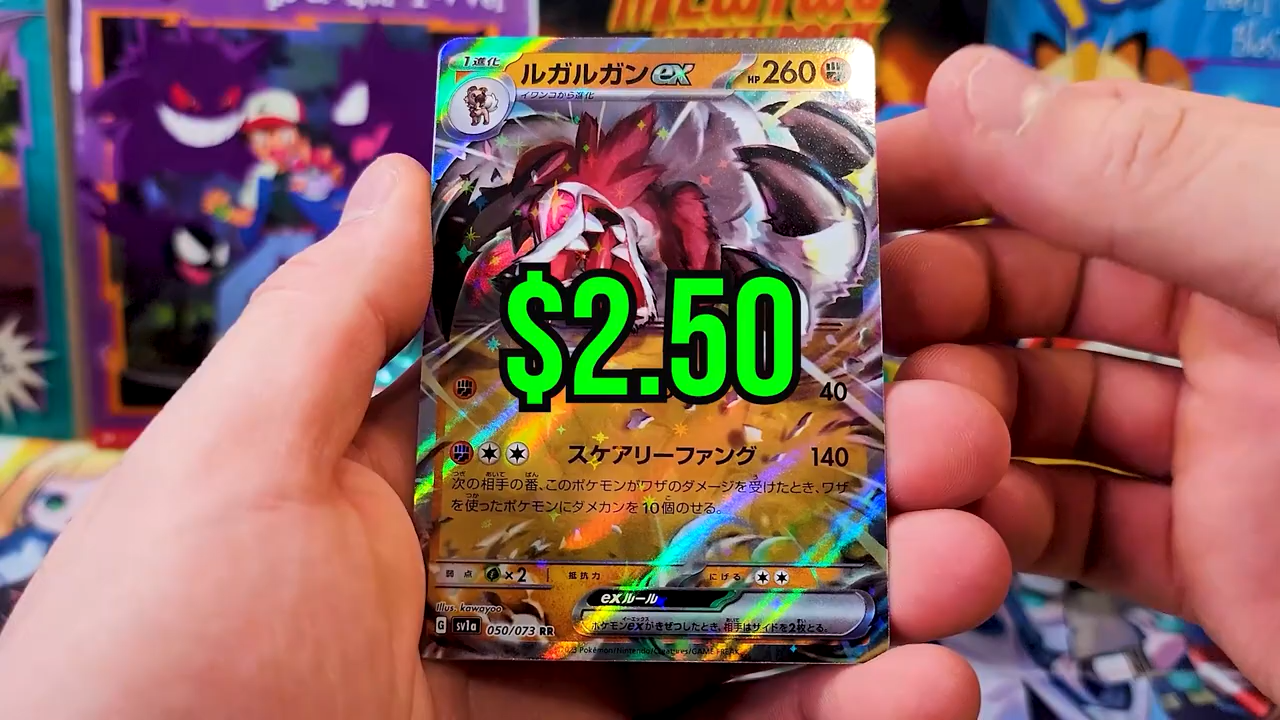 1進化
ルガルガンex
HP 260
イワンコから進化
$2.50
40
スケアリーファング 140
次の相手の番、このポケモンがワザのダメージを受けたとき、ワザ
を使ったポケモンにダメカンを10個のせる。
弱点 ×2 抵抗力 にげる
exルール
ポケモンexがきぜつしたとき、相手はサイドを2枚とる。
Illus. kawayoo
G sv1a 050/073 RR
Pokémon/Nintendo/Creatures/GAME FREAK